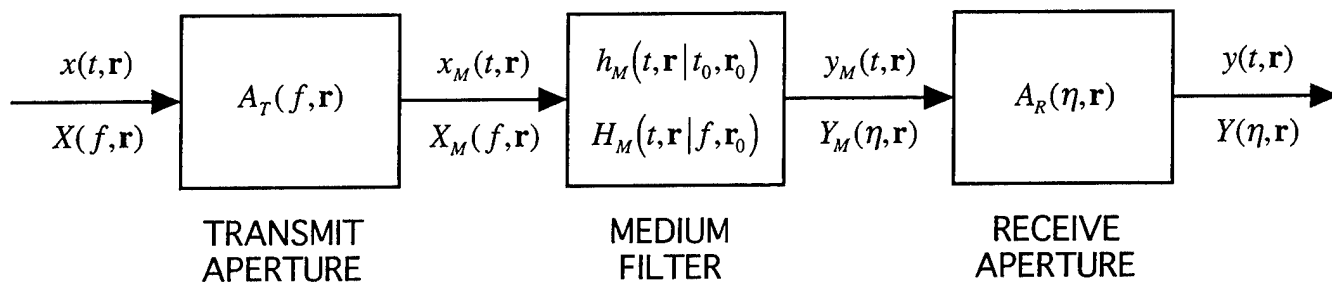 x(t,r)
X(f,r)
A_T(f,r)
x_M(t,r)
X_M(f,r)
h_M(t,r|t_0,r_0)
H_M(t,r|f,r_0)
y_M(t,r)
Y_M(η,r)
A_R(η,r)
y(t,r)
Y(η,r)
TRANSMIT
APERTURE
MEDIUM
FILTER
RECEIVE
APERTURE